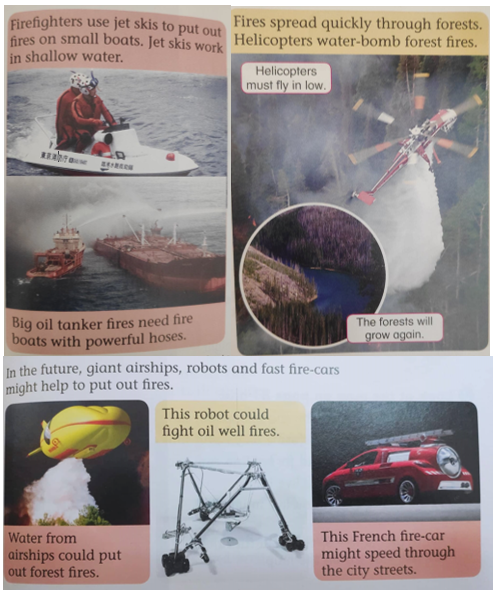 Firefighters use jet skis to put out
fires on small boats. Jet skis work
in shallow water.
Big oil tanker fires need fire
boats with powerful hoses.
Fires spread quickly through forests.
Helicopters water-bomb forest fires.
Helicopters
must fly in low.
The forests will
grow again.
In the future, giant airships, robots and fast fire-cars
might help to put out fires.
Water from
airships could put
out forest fires.
This robot could
fight oil well fires.
This French fire-car
might speed through
the city streets.